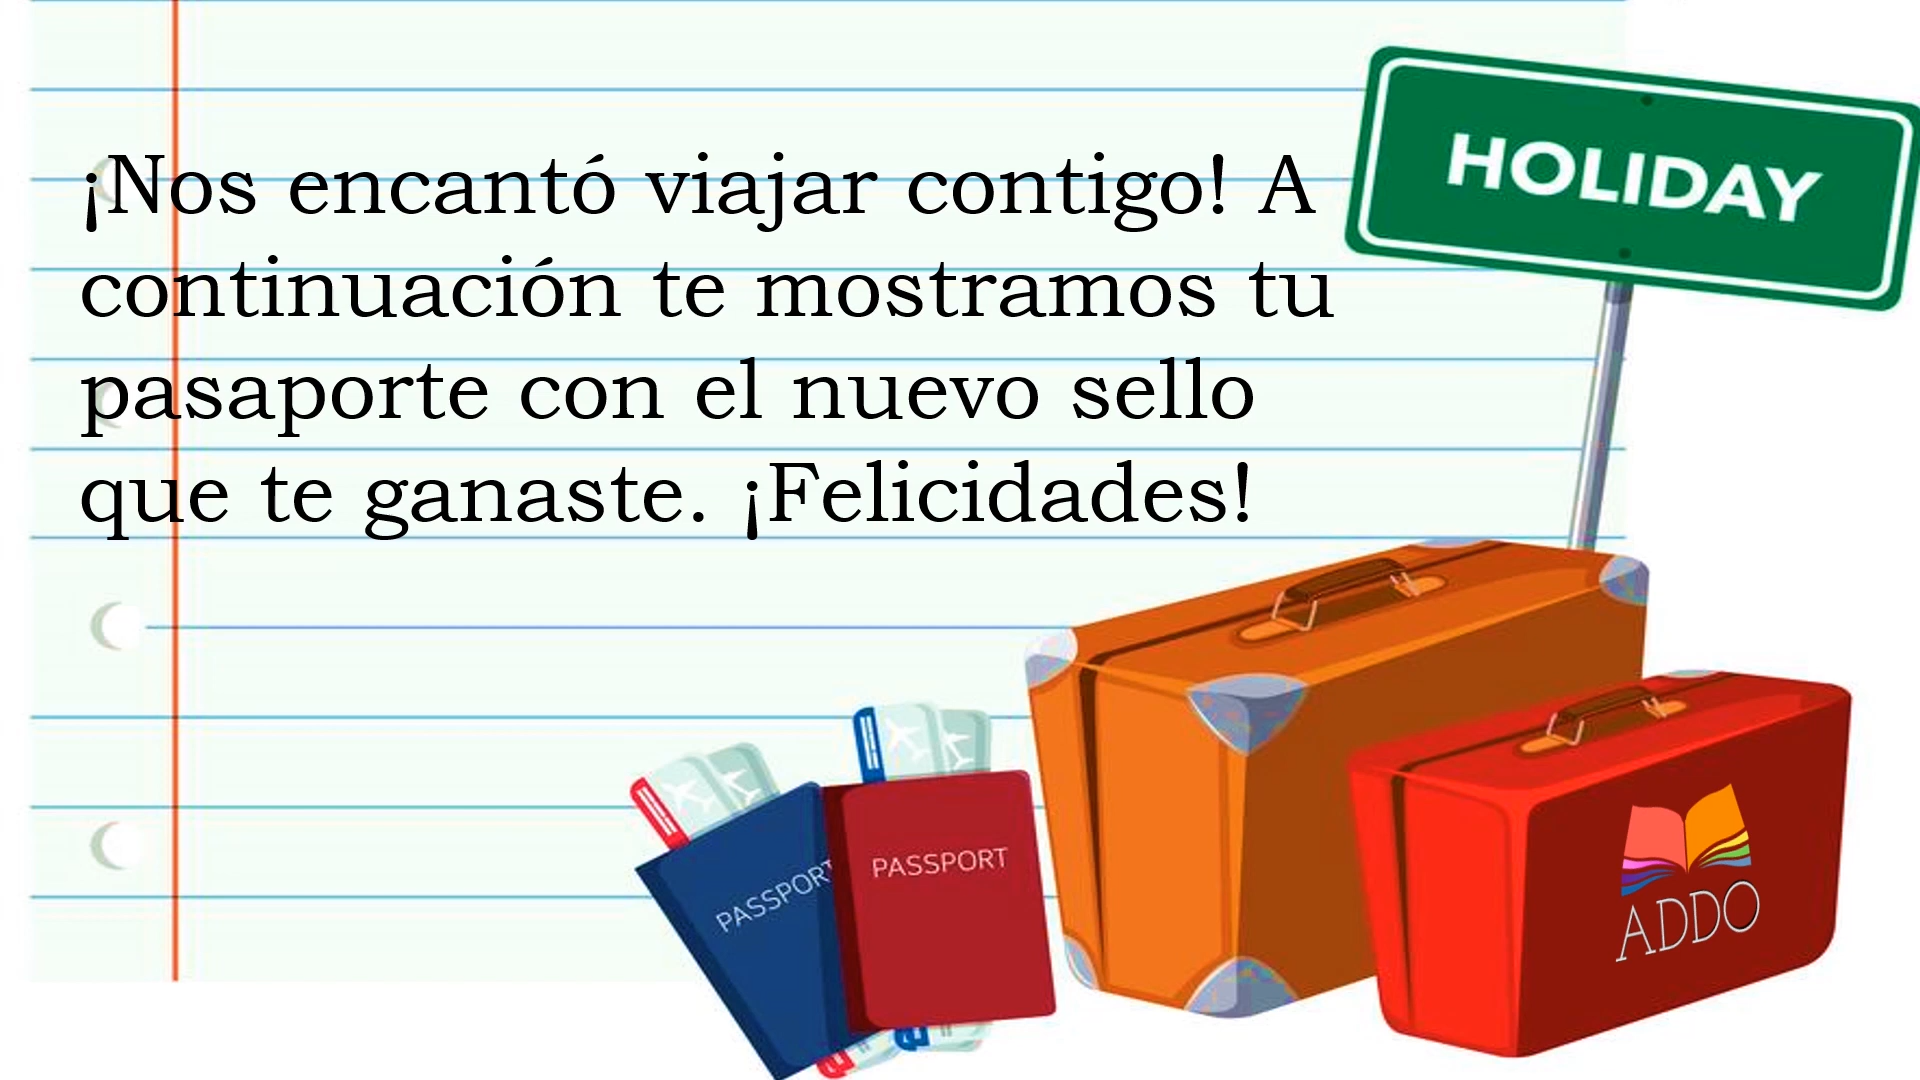 ¡Nos encantó viajar contigo! A
continuación te mostramos tu
pasaporte con el nuevo sello
que te ganaste. ¡Felicidades!
HOLIDAY
PASSPORT
PASSPORT
ADDO